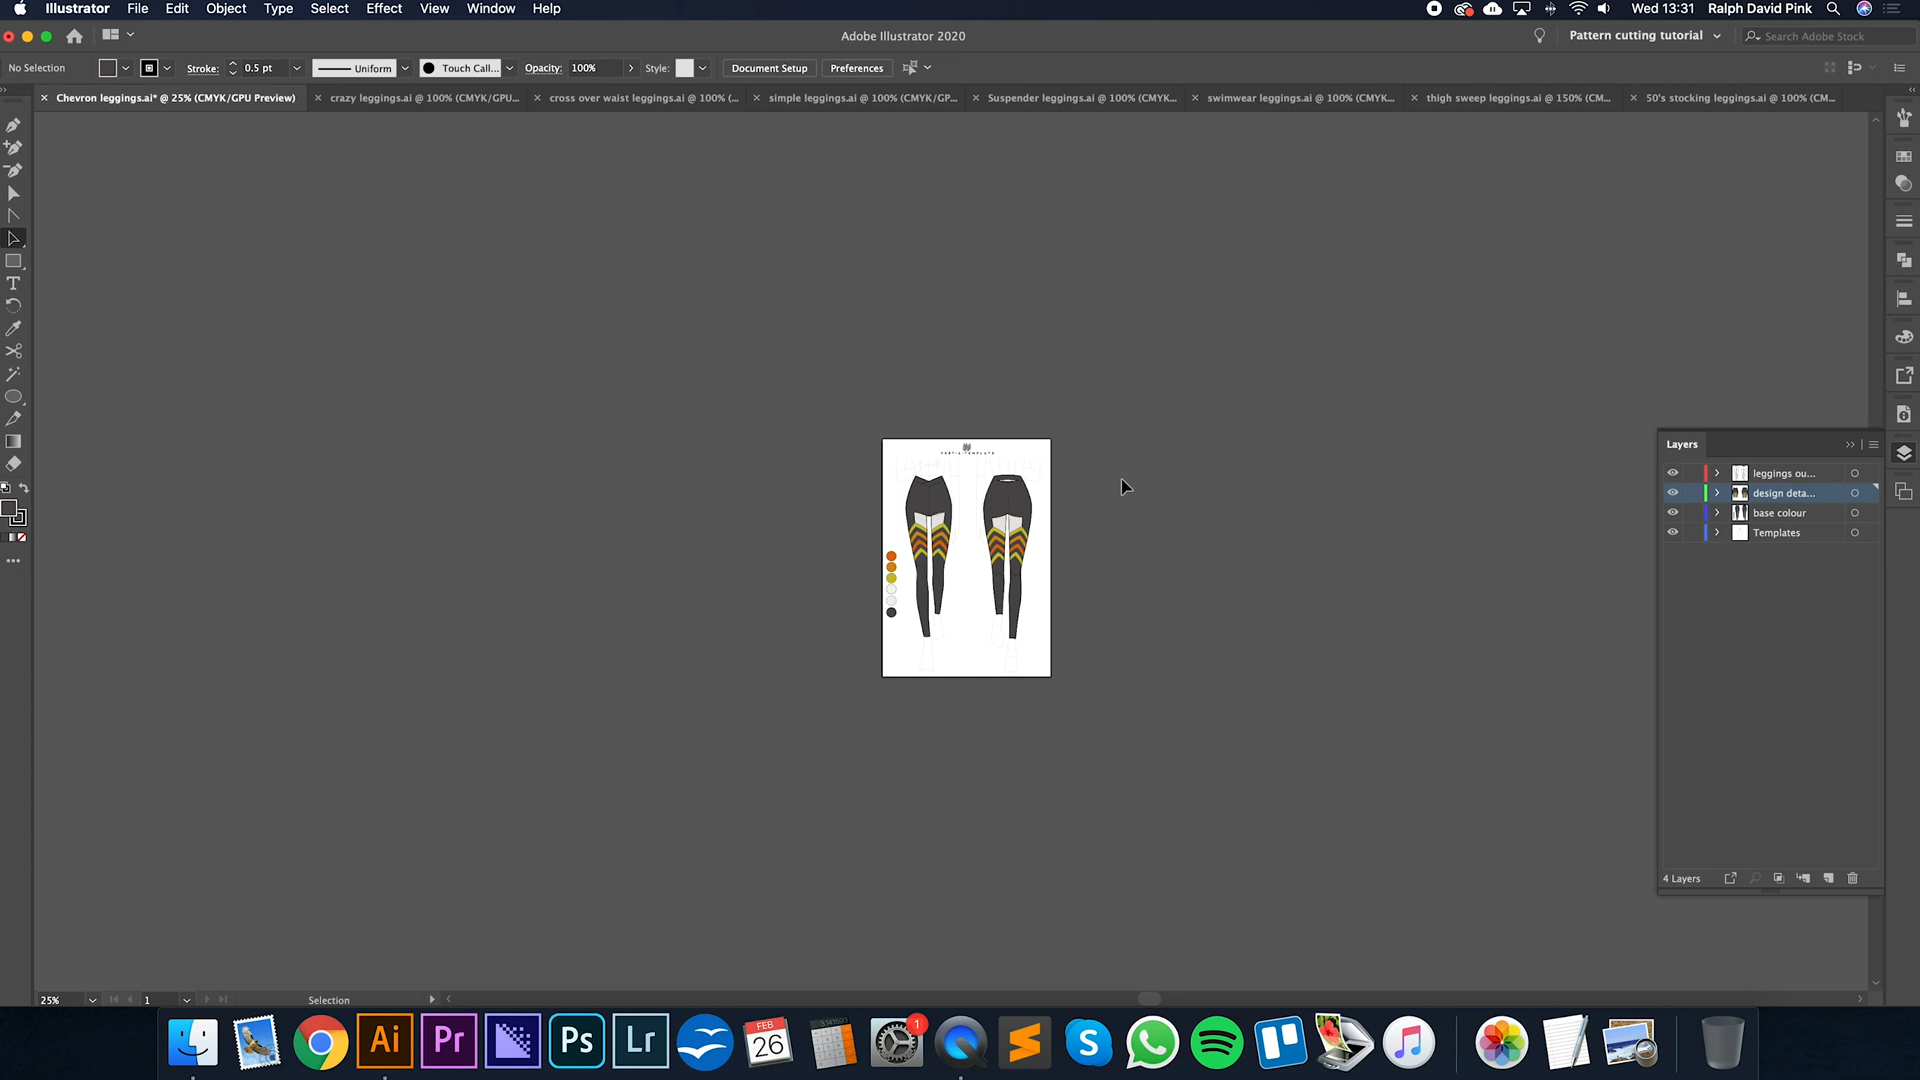 Illustrator File Edit Object Type Select Effect View Window Help
Wed 13:31 Ralph David Pink
Adobe Illustrator 2020
Pattern cutting tutorial
Search Adobe Stock
No Selection
Stroke: 0.5 pt
Uniform
Touch Call...
Opacity: 100%
Style:
Document Setup
Preferences
Chevron leggings.ai* @ 25% (CMYK/GPU Preview)
crazy leggings.ai @ 100% (CMYK/GPU...
cross over waist leggings.ai @ 100% (...
simple leggings.ai @ 100% (CMYK/GP...
Suspender leggings.ai @ 100% (CMYK...
swimwear leggings.ai @ 100% (CMYK...
thigh sweep leggings.ai @ 150% (CM...
50's stocking leggings.ai @ 100% (CM...
Layers
leggings ou...
design deta...
base colour
Templates
4 Layers
25%
1
Selection
Ai
Pr
Ps
Lr
FEB
26
1